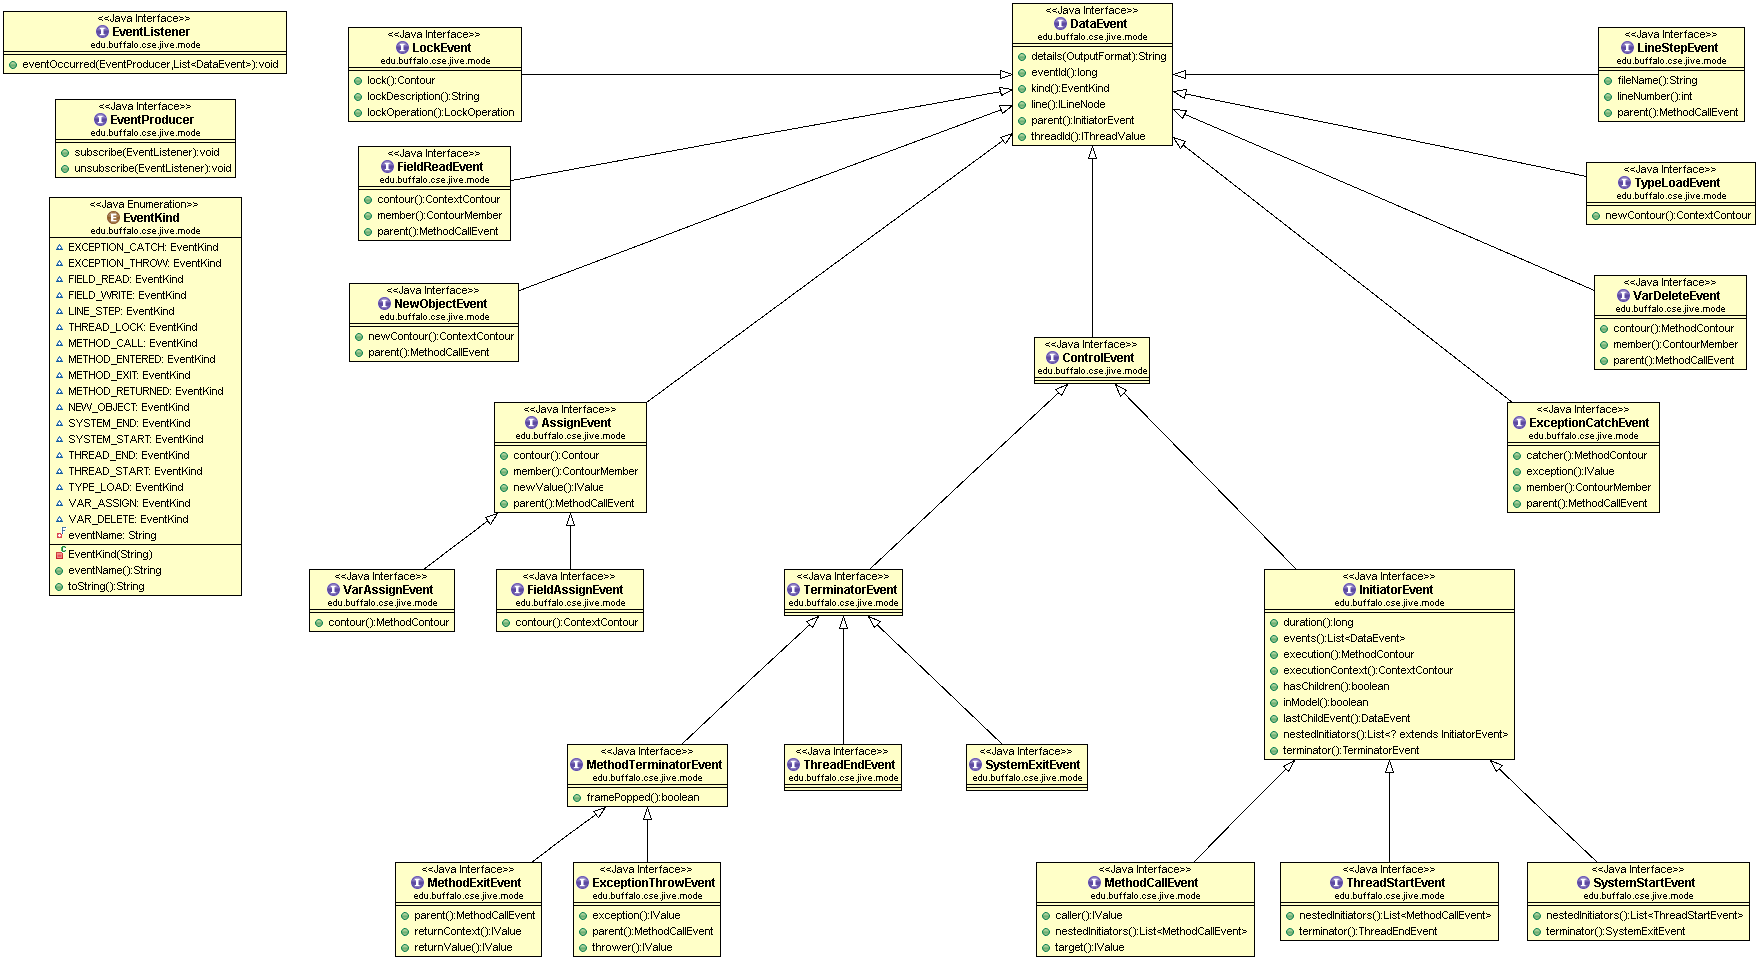 <<Java Interface>>
EventListener
edu.buffalo.cse.jive.mode
eventOccurred(EventProducer,List<DataEvent>):void
<<Java Interface>>
EventProducer
edu.buffalo.cse.jive.mode
subscribe(EventListener):void
unsubscribe(EventListener):void
<<Java Enumeration>>
EventKind
edu.buffalo.cse.jive.mode
EXCEPTION_CATCH: EventKind
EXCEPTION_THROW: EventKind
FIELD_READ: EventKind
FIELD_WRITE: EventKind
LINE_STEP: EventKind
THREAD_LOCK: EventKind
METHOD_CALL: EventKind
METHOD_ENTERED: EventKind
METHOD_EXIT: EventKind
METHOD_RETURNED: EventKind
NEW_OBJECT: EventKind
SYSTEM_END: EventKind
SYSTEM_START: EventKind
THREAD_END: EventKind
THREAD_START: EventKind
TYPE_LOAD: EventKind
VAR_ASSIGN: EventKind
VAR_DELETE: EventKind
eventName: String
EventKind(String)
eventName():String
toString():String
<<Java Interface>>
LockEvent
edu.buffalo.cse.jive.mode
lock():Contour
lockDescription():String
lockOperation():LockOperation
<<Java Interface>>
FieldReadEvent
edu.buffalo.cse.jive.mode
contour():ContextContour
member():ContourMember
parent():MethodCallEvent
<<Java Interface>>
NewObjectEvent
edu.buffalo.cse.jive.mode
newContour():ContextContour
parent():MethodCallEvent
<<Java Interface>>
AssignEvent
edu.buffalo.cse.jive.mode
contour():Contour
member():ContourMember
newValue():IValue
parent():MethodCallEvent
<<Java Interface>>
VarAssignEvent
edu.buffalo.cse.jive.mode
contour():MethodContour
<<Java Interface>>
FieldAssignEvent
edu.buffalo.cse.jive.mode
contour():ContextContour
<<Java Interface>>
DataEvent
edu.buffalo.cse.jive.mode
details(OutputFormat):String
eventId():long
kind():EventKind
line():ILineNode
parent():InitiatorEvent
threadId():IThreadValue
<<Java Interface>>
ControlEvent
edu.buffalo.cse.jive.mode
<<Java Interface>>
LineStepEvent
edu.buffalo.cse.jive.mode
fileName():String
lineNumber():int
parent():MethodCallEvent
<<Java Interface>>
TypeLoadEvent
edu.buffalo.cse.jive.mode
newContour():ContextContour
<<Java Interface>>
VarDeleteEvent
edu.buffalo.cse.jive.mode
contour():MethodContour
member():ContourMember
parent():MethodCallEvent
<<Java Interface>>
ExceptionCatchEvent
edu.buffalo.cse.jive.mode
catcher():MethodContour
exception():IValue
member():ContourMember
parent():MethodCallEvent
<<Java Interface>>
TerminatorEvent
edu.buffalo.cse.jive.mode
<<Java Interface>>
InitiatorEvent
edu.buffalo.cse.jive.mode
duration():long
events():List<DataEvent>
execution():MethodContour
executionContext():ContextContour
hasChildren():boolean
inModel():boolean
lastChildEvent():DataEvent
nestedInitiators():List<? extends InitiatorEvent>
terminator():TerminatorEvent
<<Java Interface>>
MethodTerminatorEvent
edu.buffalo.cse.jive.mode
framePopped():boolean
<<Java Interface>>
ThreadEndEvent
edu.buffalo.cse.jive.mode
<<Java Interface>>
SystemExitEvent
edu.buffalo.cse.jive.mode
<<Java Interface>>
MethodExitEvent
edu.buffalo.cse.jive.mode
parent():MethodCallEvent
returnContext():IValue
returnValue():IValue
<<Java Interface>>
ExceptionThrowEvent
edu.buffalo.cse.jive.mode
exception():IValue
parent():MethodCallEvent
thrower():IValue
<<Java Interface>>
MethodCallEvent
edu.buffalo.cse.jive.mode
caller():IValue
nestedInitiators():List<MethodCallEvent>
target():IValue
<<Java Interface>>
ThreadStartEvent
edu.buffalo.cse.jive.mode
nestedInitiators():List<MethodCallEvent>
terminator():ThreadEndEvent
<<Java Interface>>
SystemStartEvent
edu.buffalo.cse.jive.mode
nestedInitiators():List<ThreadStartEvent>
terminator():SystemExitEvent